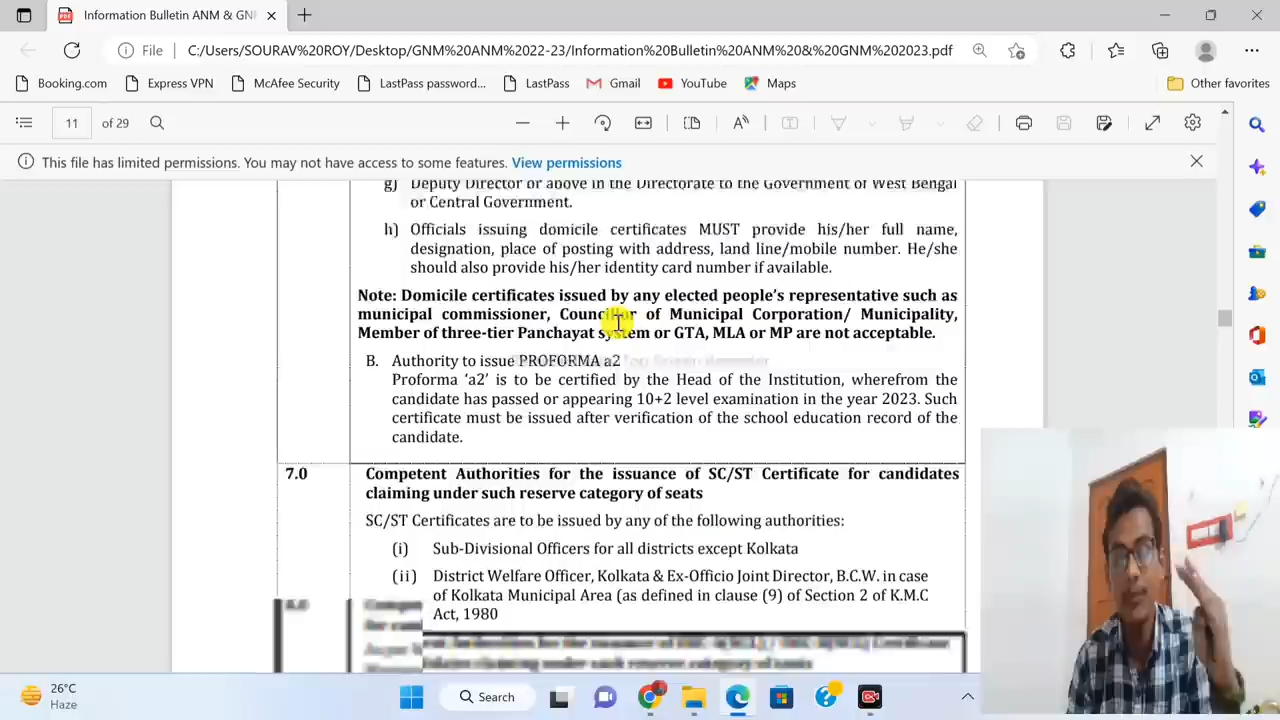 Information Bulletin ANM & GN
File
C:/Users/SOURAV%20ROY/Desktop/GNM%20ANM%2022-23/Information%20Bulletin%20ANM%20&%20GNM%202023.pdf
Booking.com
Express VPN
McAfee Security
LastPass password...
LastPass
Gmail
YouTube
Maps
Other favorites
11 of 29
This file has limited permissions. You may not have access to some features. View permissions
g) Deputy Director or above in the Directorate to the Government of West Bengal
or Central Government.
h) Officials issuing domicile certificates MUST provide his/her full name,
designation, place of posting with address, land line/mobile number. He/she
should also provide his/her identity card number if available.
Note: Domicile certificates issued by any elected people's representative such as
municipal commissioner, Councillor of Municipal Corporation/ Municipality,
Member of three-tier Panchayat system or GTA, MLA or MP are not acceptable.
B. Authority to issue PROFORMA a2
Proforma 'a2' is to be certified by the Head of the Institution, wherefrom the
candidate has passed or appearing 10+2 level examination in the year 2023. Such
certificate must be issued after verification of the school education record of the
candidate.
7.0 Competent Authorities for the issuance of SC/ST Certificate for candidates
claiming under such reserve category of seats
SC/ST Certificates are to be issued by any of the following authorities:
(i) Sub-Divisional Officers for all districts except Kolkata
(ii) District Welfare Officer, Kolkata & Ex-Officio Joint Director, B.C.W. in case
of Kolkata Municipal Area (as defined in clause (9) of Section 2 of K.M.C
Act, 1980
26°C
Haze
Search